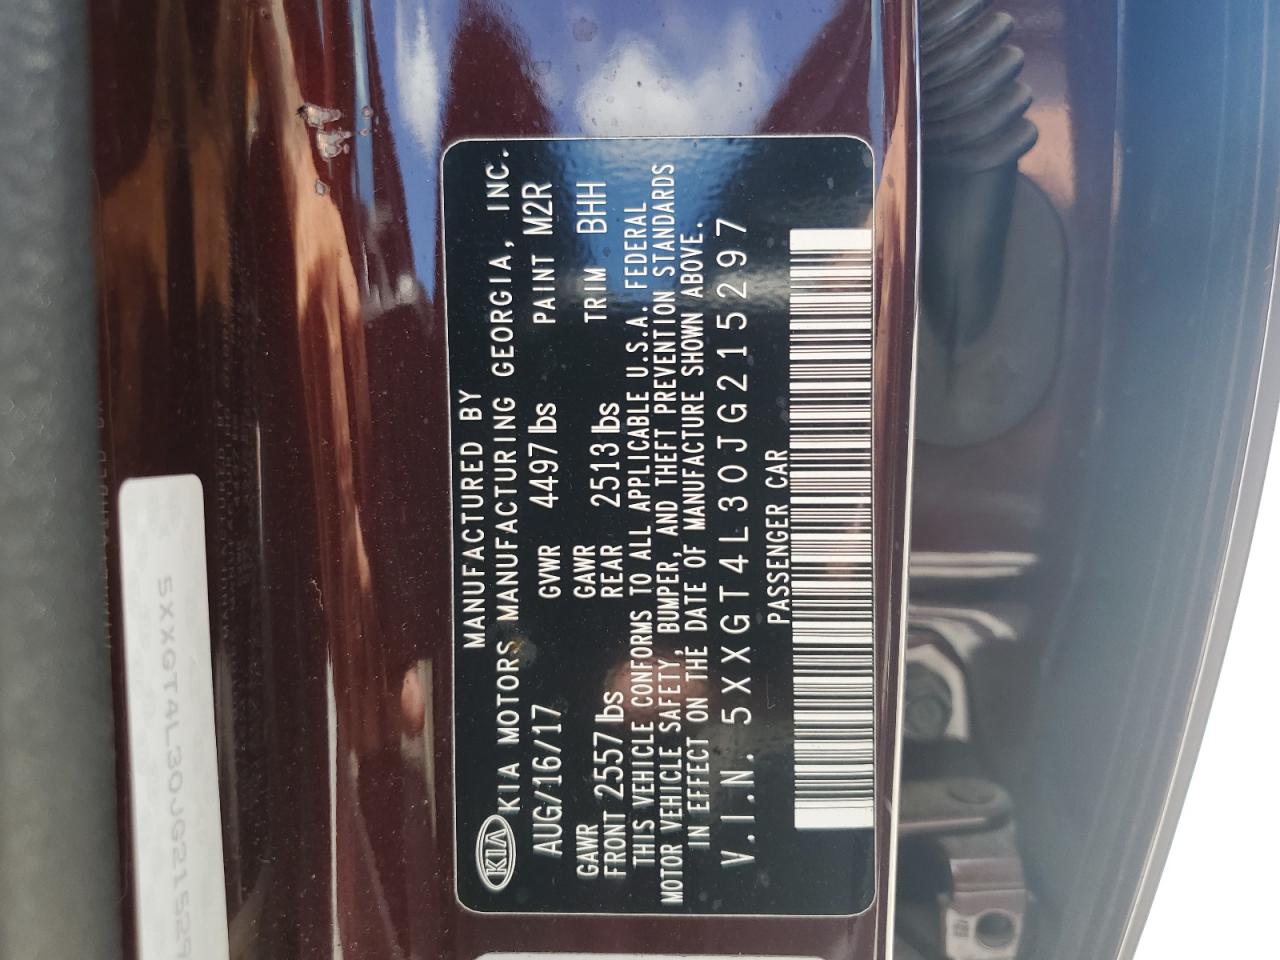 MANUFACTURED BY
KIA KIA MOTORS MANUFACTURING GEORGIA, INC.
AUG/16/17 GVWR 4497 lbs PAINT M2R
GAWR FRONT 2557 lbs GAWR REAR 2513 lbs TRIM BHH
THIS VEHICLE CONFORMS TO ALL APPLICABLE U.S.A. FEDERAL
MOTOR VEHICLE SAFETY, BUMPER, AND THEFT PREVENTION STANDARDS
IN EFFECT ON THE DATE OF MANUFACTURE SHOWN ABOVE.
V.I.N. 5XXGT4L30JG215297
PASSENGER CAR
5XXGT4L30JG21529